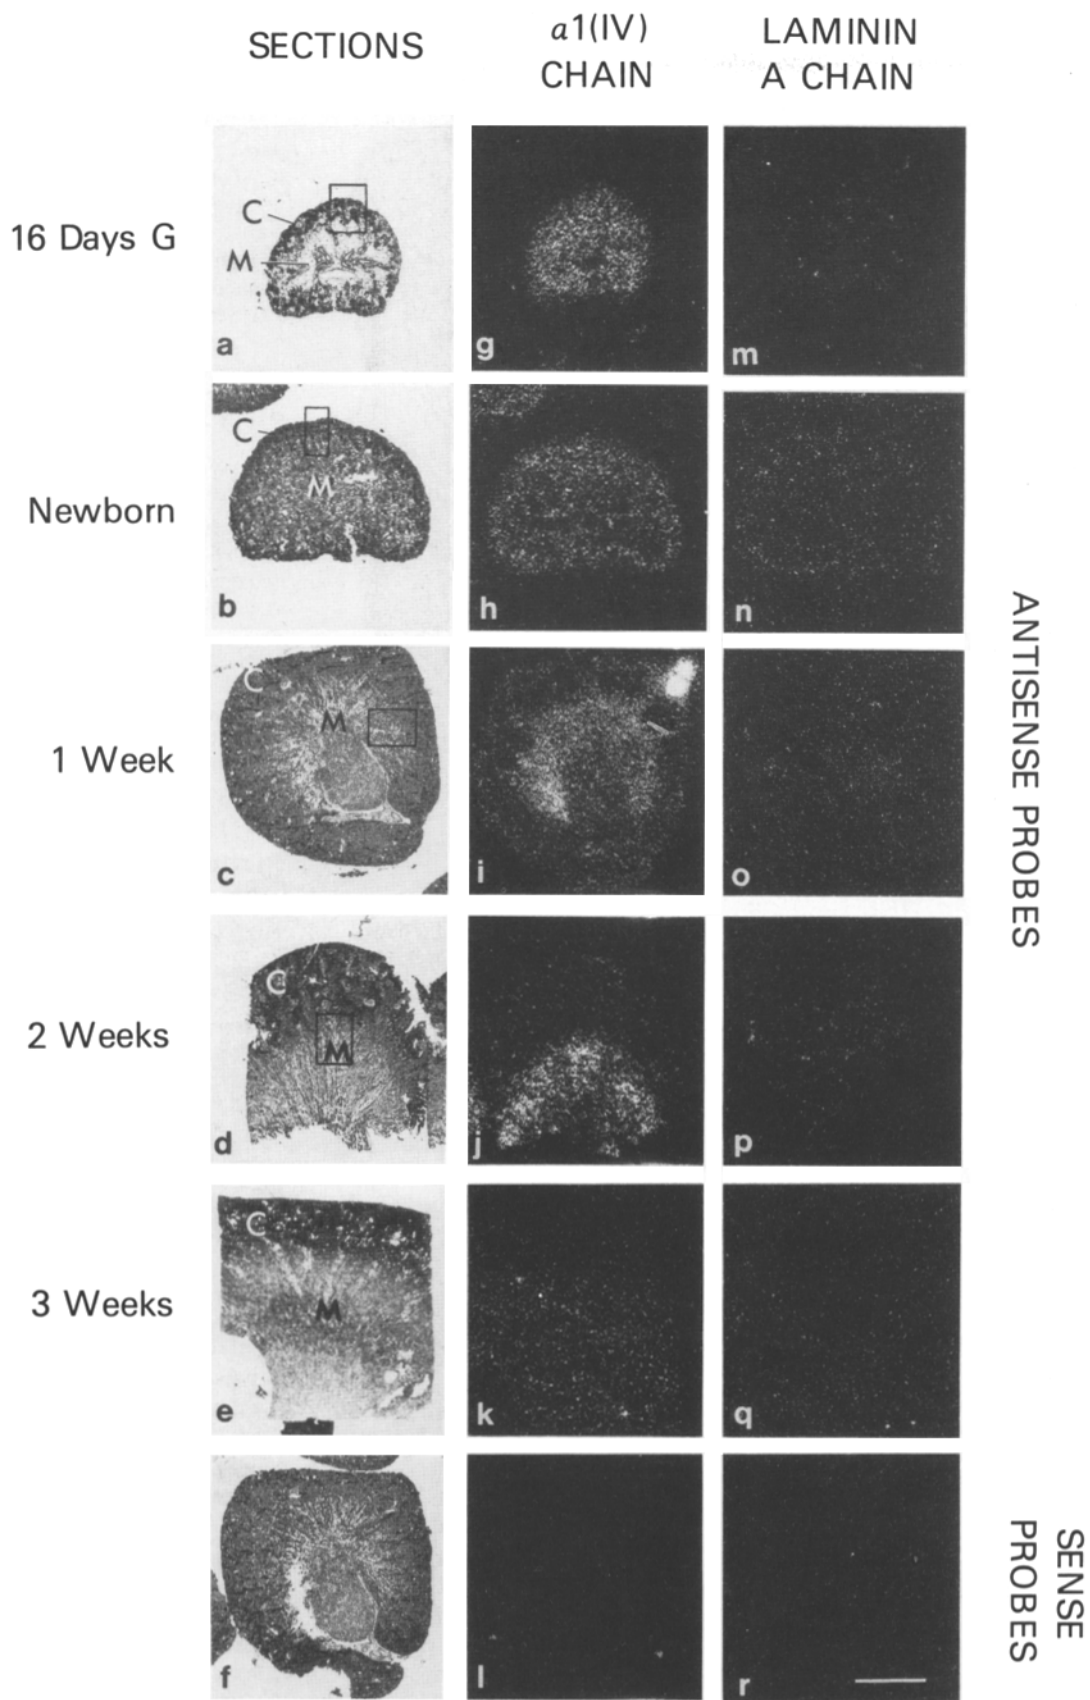 SECTIONS
a1(IV)
CHAIN
LAMININ
A CHAIN
16 Days G
C
M
a
g
m
Newborn
C
M
b
h
n
1 Week
C
M
c
i
o
2 Weeks
C
M
d
j
p
3 Weeks
C
M
e
k
q
f
l
r
ANTISENSE PROBES
SENSE
PROBES